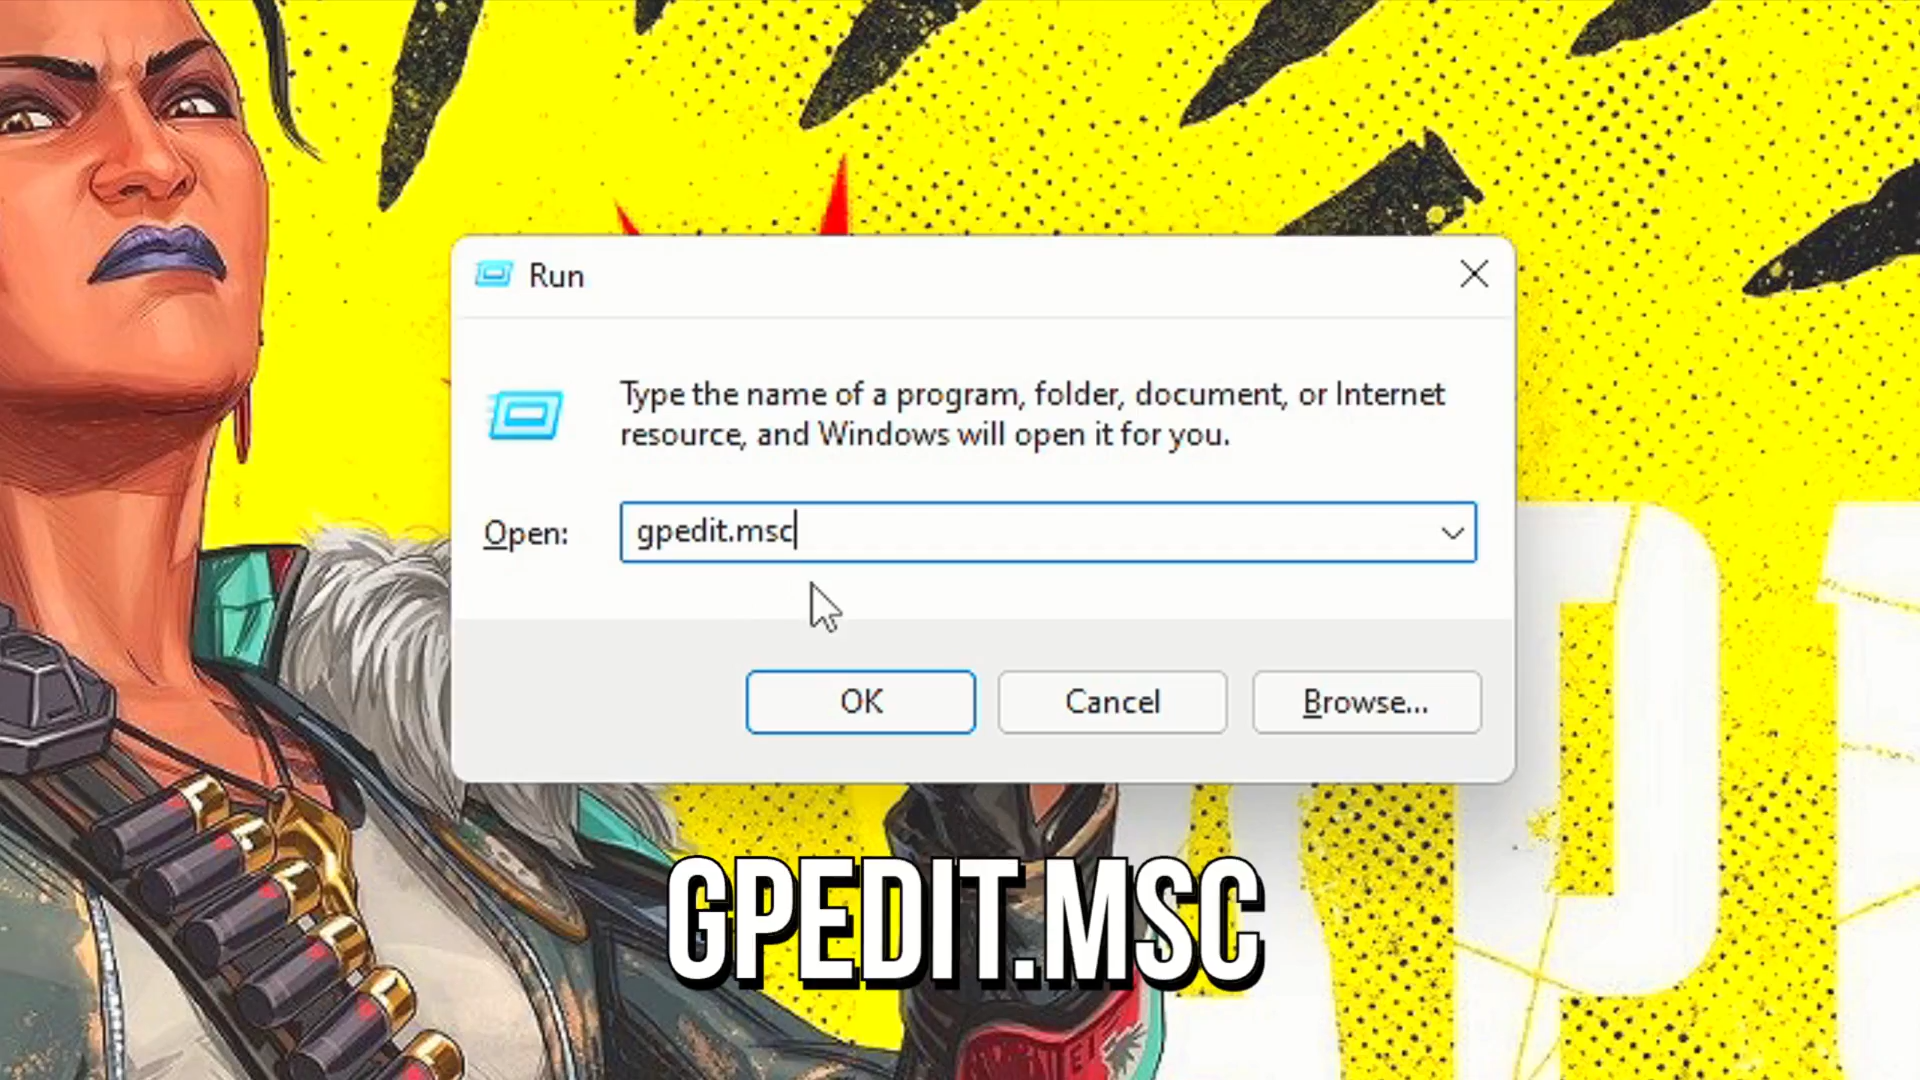 Run
Type the name of a program, folder, document, or Internet
resource, and Windows will open it for you.
Open:
gpedit.msc
OK
Cancel
Browse...
GPEDIT.MSC